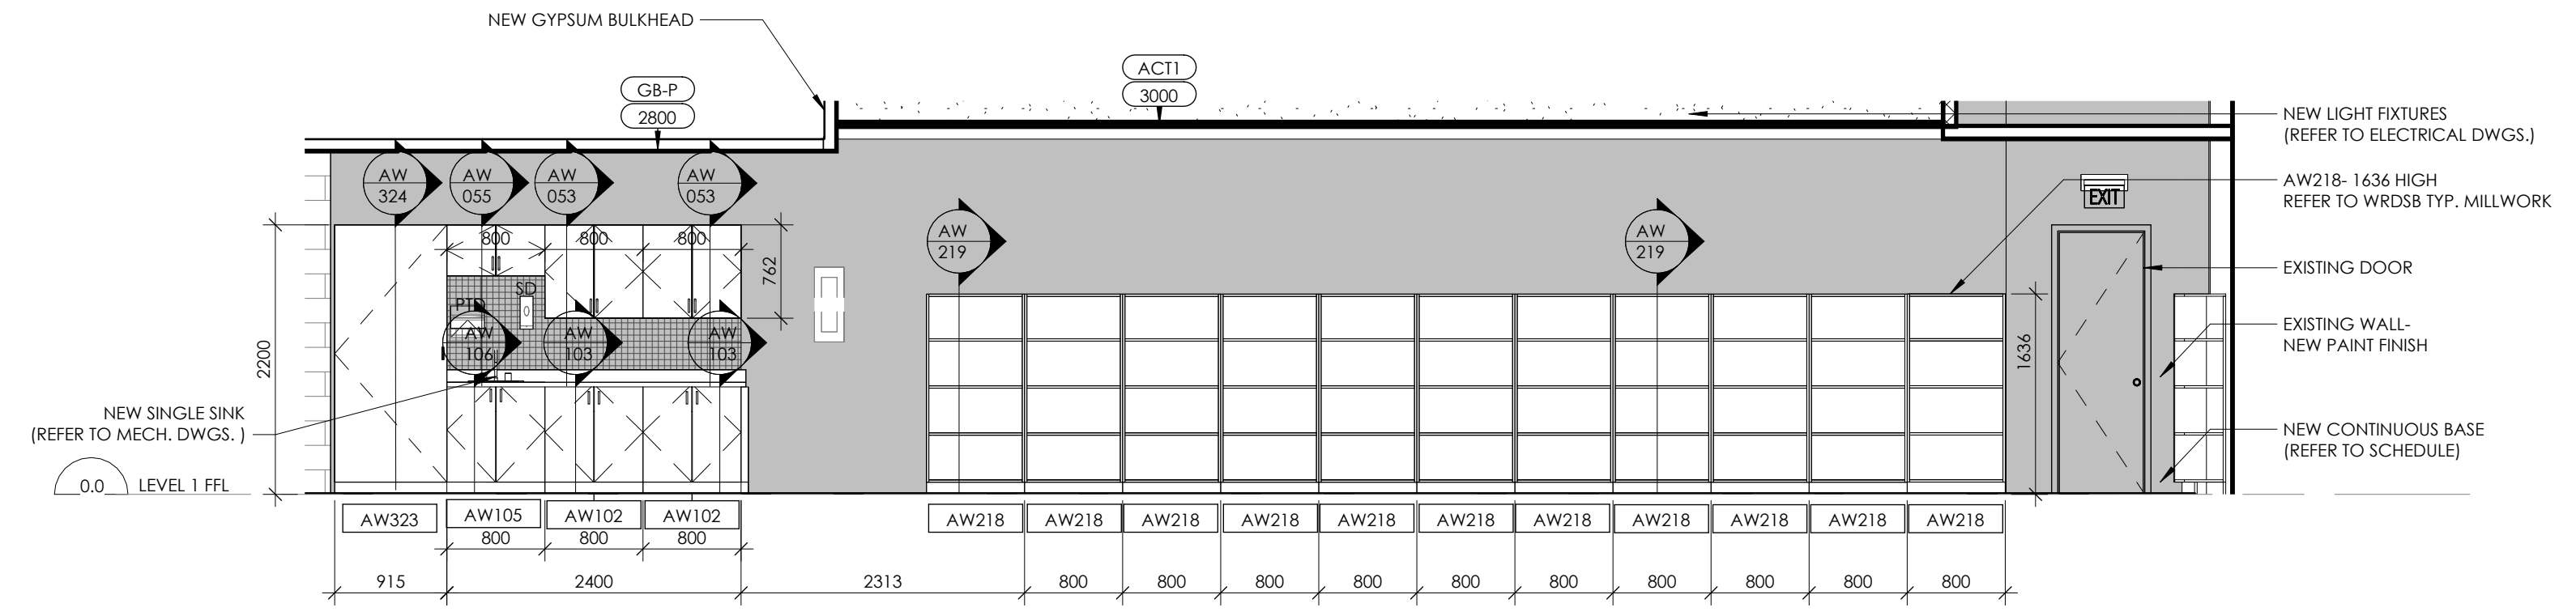 NEW GYPSUM BULKHEAD
GB-P
2800
ACT1
3000
NEW LIGHT FIXTURES
(REFER TO ELECTRICAL DWGS.)
AW218- 1636 HIGH
REFER TO WRDSB TYP. MILLWORK
EXIT
EXISTING DOOR
EXISTING WALL-
NEW PAINT FINISH
NEW CONTINUOUS BASE
(REFER TO SCHEDULE)
AW
324
AW
055
AW
053
AW
053
AW
219
AW
219
800
800
800
762
SD
PTD
AW
106
AW
103
AW
103
2200
1636
NEW SINGLE SINK
(REFER TO MECH. DWGS. )
0.0
LEVEL 1 FFL
AW323
AW105
AW102
AW102
AW218
AW218
AW218
AW218
AW218
AW218
AW218
AW218
AW218
AW218
AW218
800
800
800
915
2400
2313
800
800
800
800
800
800
800
800
800
800